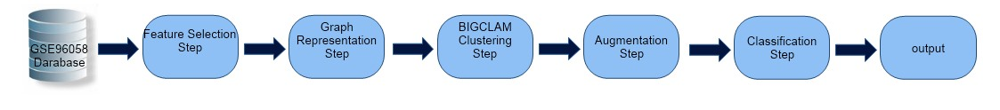 GSE96058
Darabase
Feature Selection
Step
Graph
Representation
Step
BIGCLAM
Clustering
Step
Augmentation
Step
Classification
Step
output